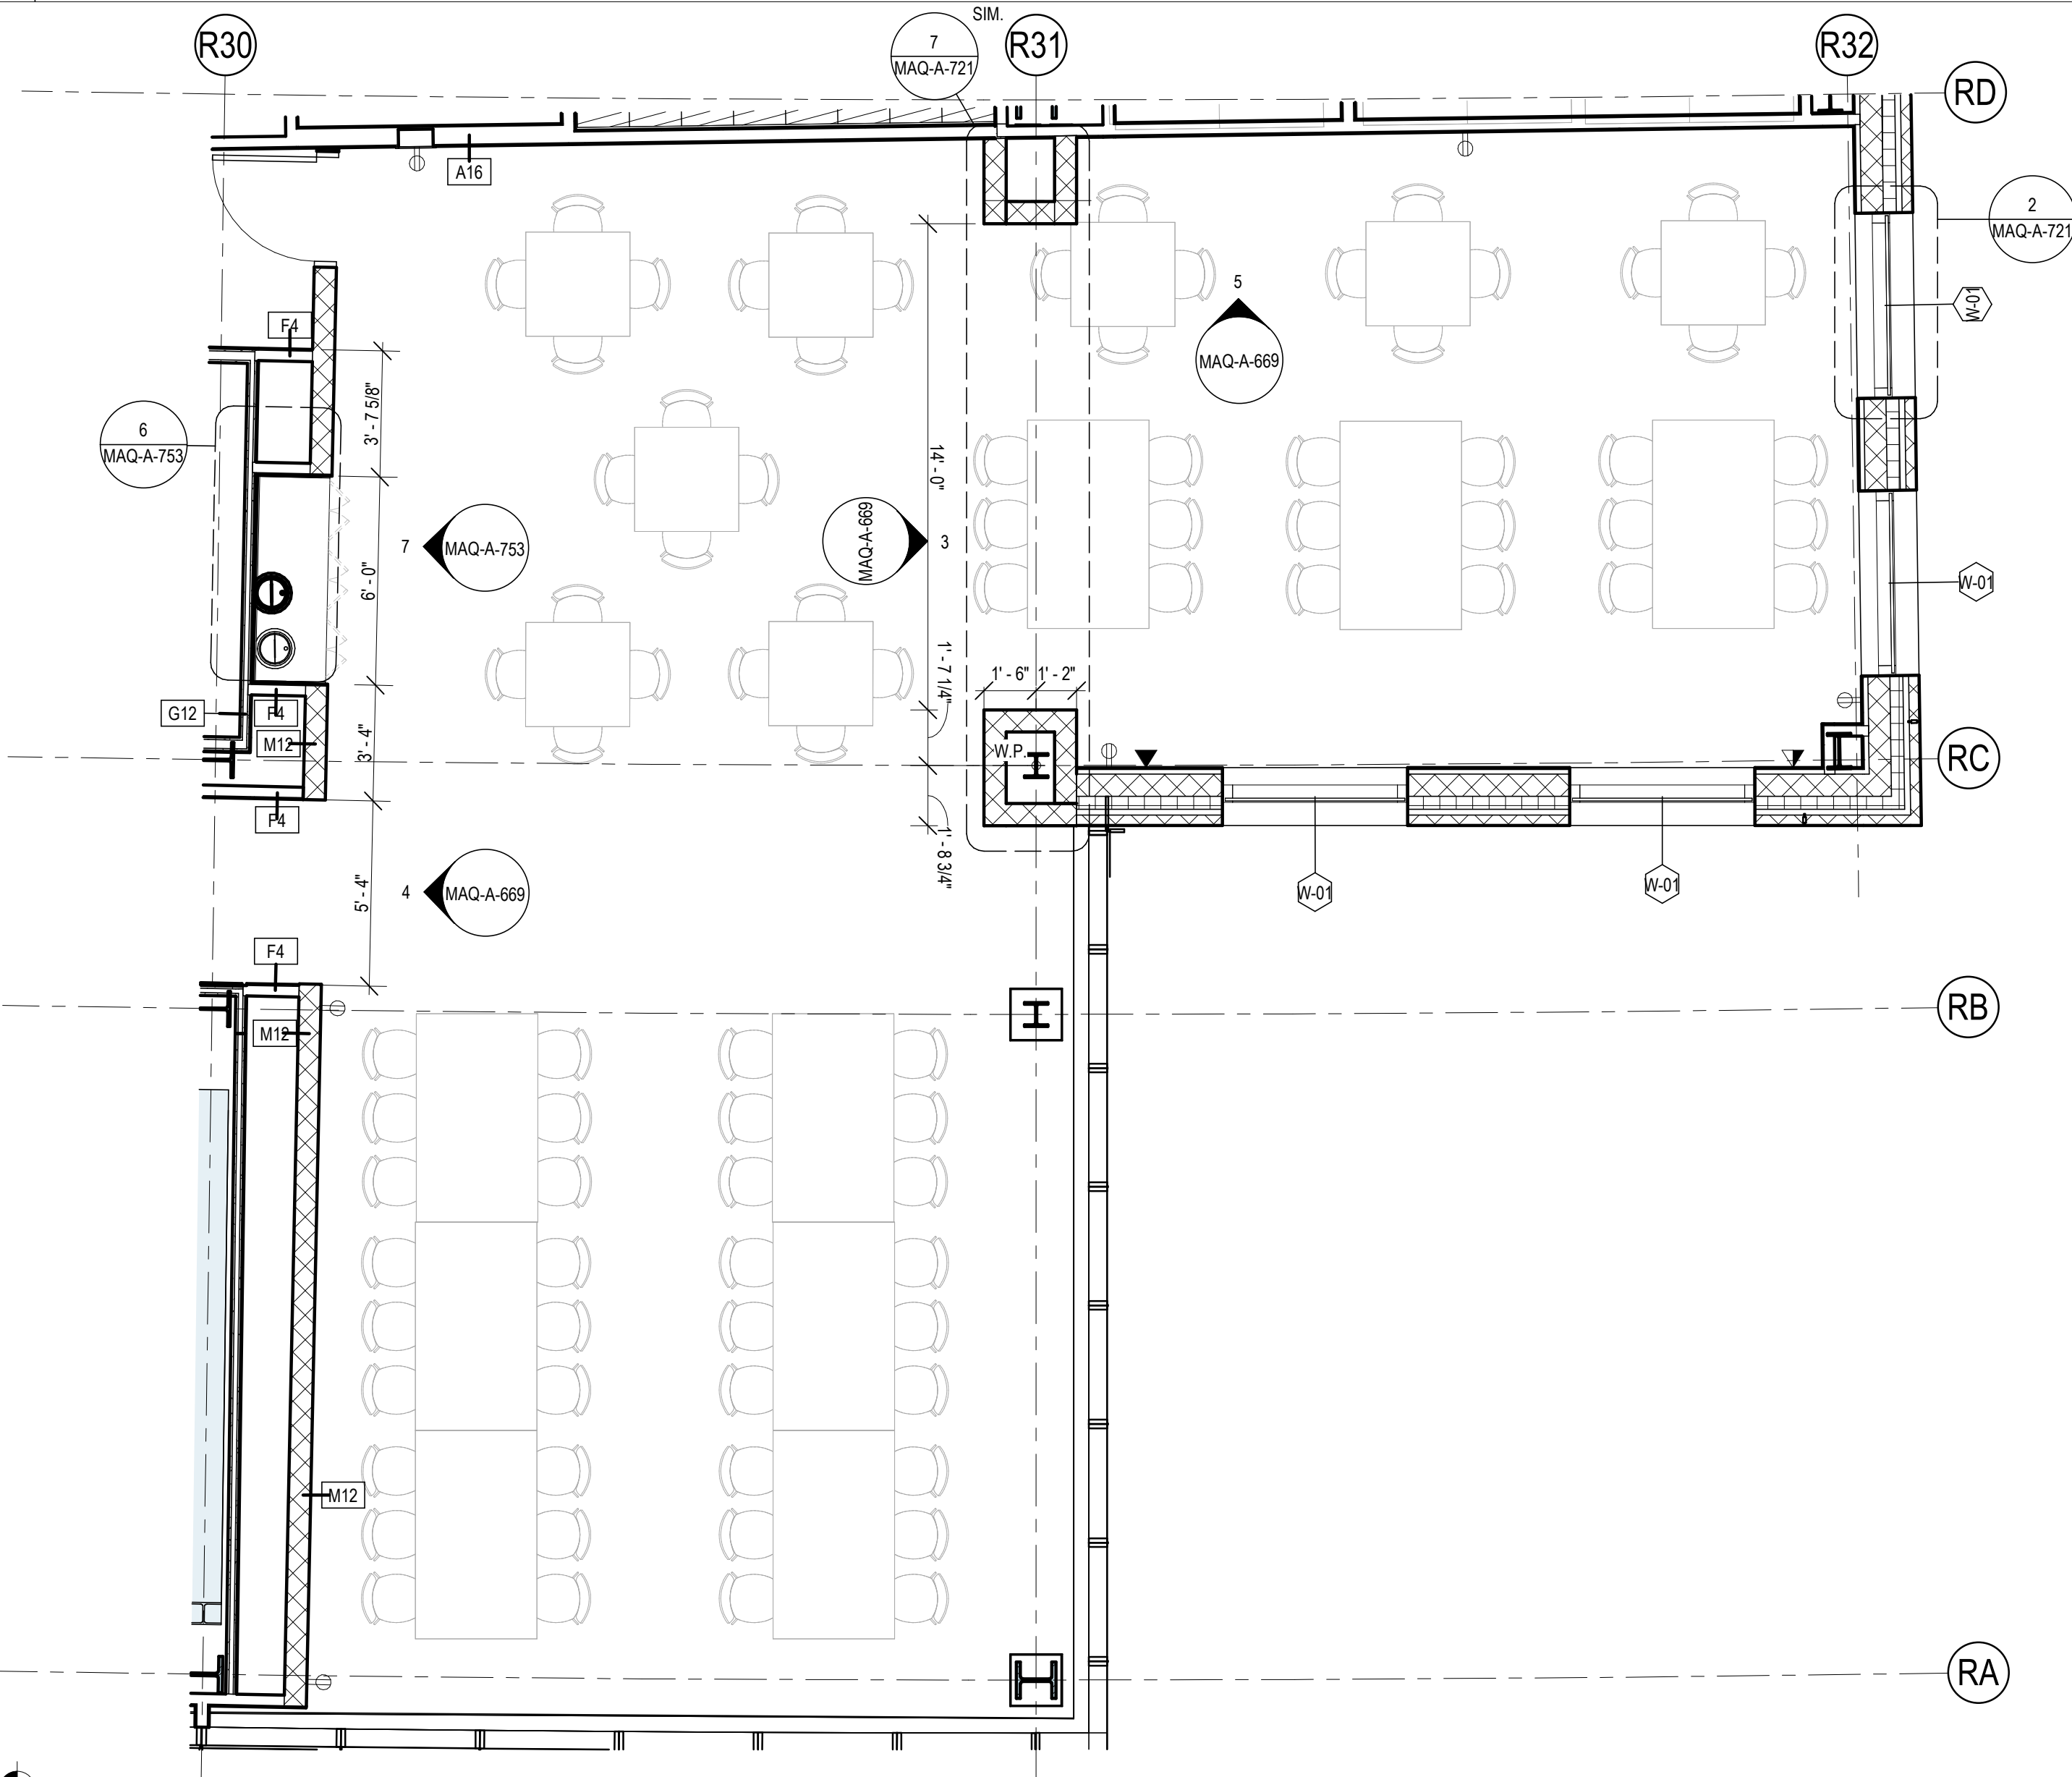 SIM.
R30
7
MAQ-A-721
R31
R32
RD
A16
2
MAQ-A-721
5
MAQ-A-669
W-01
F4
3' - 7 5/8"
6
MAQ-A-753
14' - 0"
7
MAQ-A-753
MAQ-A-669
3
6' - 0"
W-01
1' - 7 1/4"
1' - 6"
1' - 2"
G12
F4
M12
3' - 4"
W.P.
RC
F4
1' - 8 3/4"
5' - 4"
4
MAQ-A-669
W-01
W-01
F4
M12
RB
M12
RA